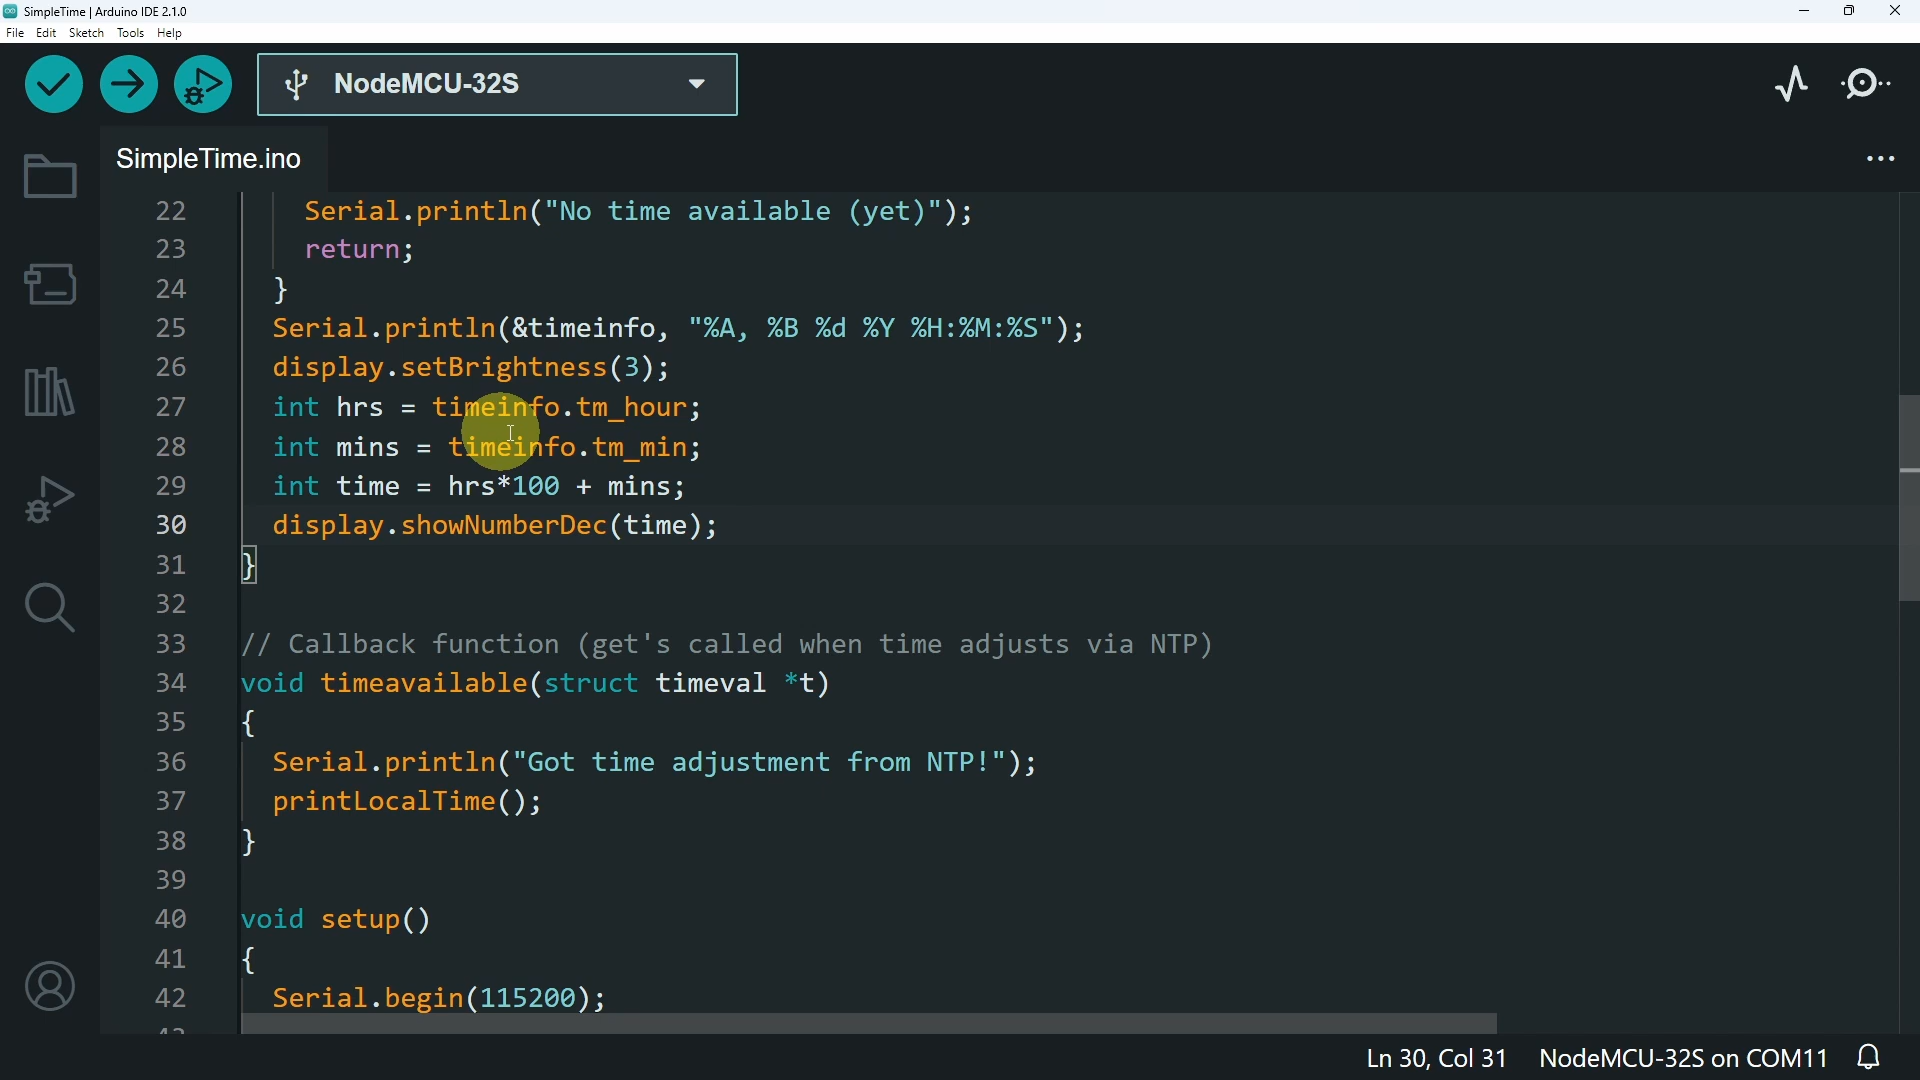 SimpleTime | Arduino IDE 2.1.0
File Edit Sketch Tools Help
NodeMCU-32S
SimpleTime.ino
22 Serial.println("No time available (yet)");
23 return;
24 }
25 Serial.println(&timeinfo, "%A, %B %d %Y %H:%M:%S");
26 display.setBrightness(3);
27 int hrs = timeinfo.tm_hour;
28 int mins = timeinfo.tm_min;
29 int time = hrs*100 + mins;
30 display.showNumberDec(time);
31 }
32
33 // Callback function (get's called when time adjusts via NTP)
34 void timeavailable(struct timeval *t)
35 {
36 Serial.println("Got time adjustment from NTP!");
37 printLocalTime();
38 }
39
40 void setup()
41 {
42 Serial.begin(115200);
Ln 30, Col 31 NodeMCU-32S on COM11